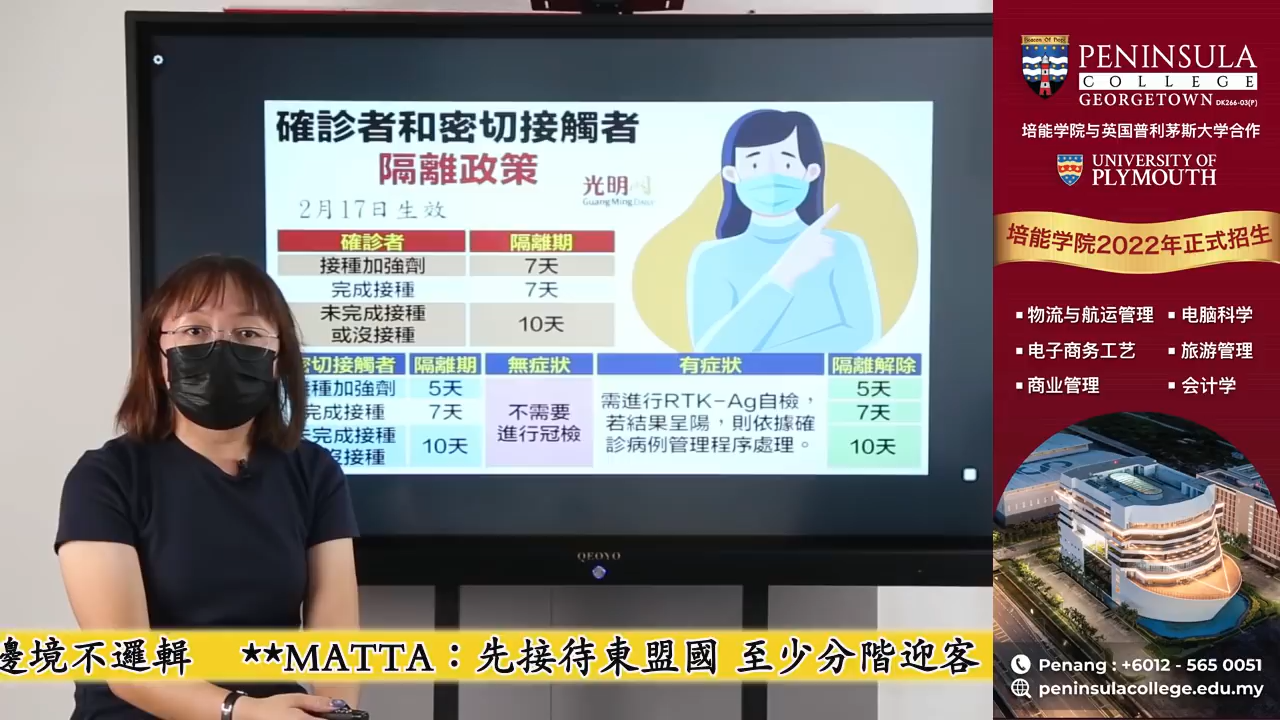 確診者和密切接觸者
隔離政策
光明
GuangMing Daily
2月17日生效
確診者 隔離期
接種加強劑 7天
完成接種 7天
未完成接種
或沒接種 10天
切接觸者 隔離期 無症狀 有症狀 隔離解除
種加強劑 5天 不需要
進行冠檢 需進行RTK-Ag自檢，
若結果呈陽，則依據確
診病例管理程序處理。 5天
完成接種 7天 7天
完成接種
沒接種 10天 10天
QEOYO
邊境不邏輯 **MATTA：先接待東盟國 至少分階迎客
Beacon Of Hope
PENINSULA
COLLEGE
GEORGETOWN DK266-03(P)
培能学院与英国普利茅斯大学合作
UNIVERSITY OF
PLYMOUTH
培能学院2022年正式招生
▪ 物流与航运管理 ▪ 电脑科学
▪ 电子商务工艺 ▪ 旅游管理
▪ 商业管理 ▪ 会计学
Penang : +6012 - 565 0051
peninsulacollege.edu.my